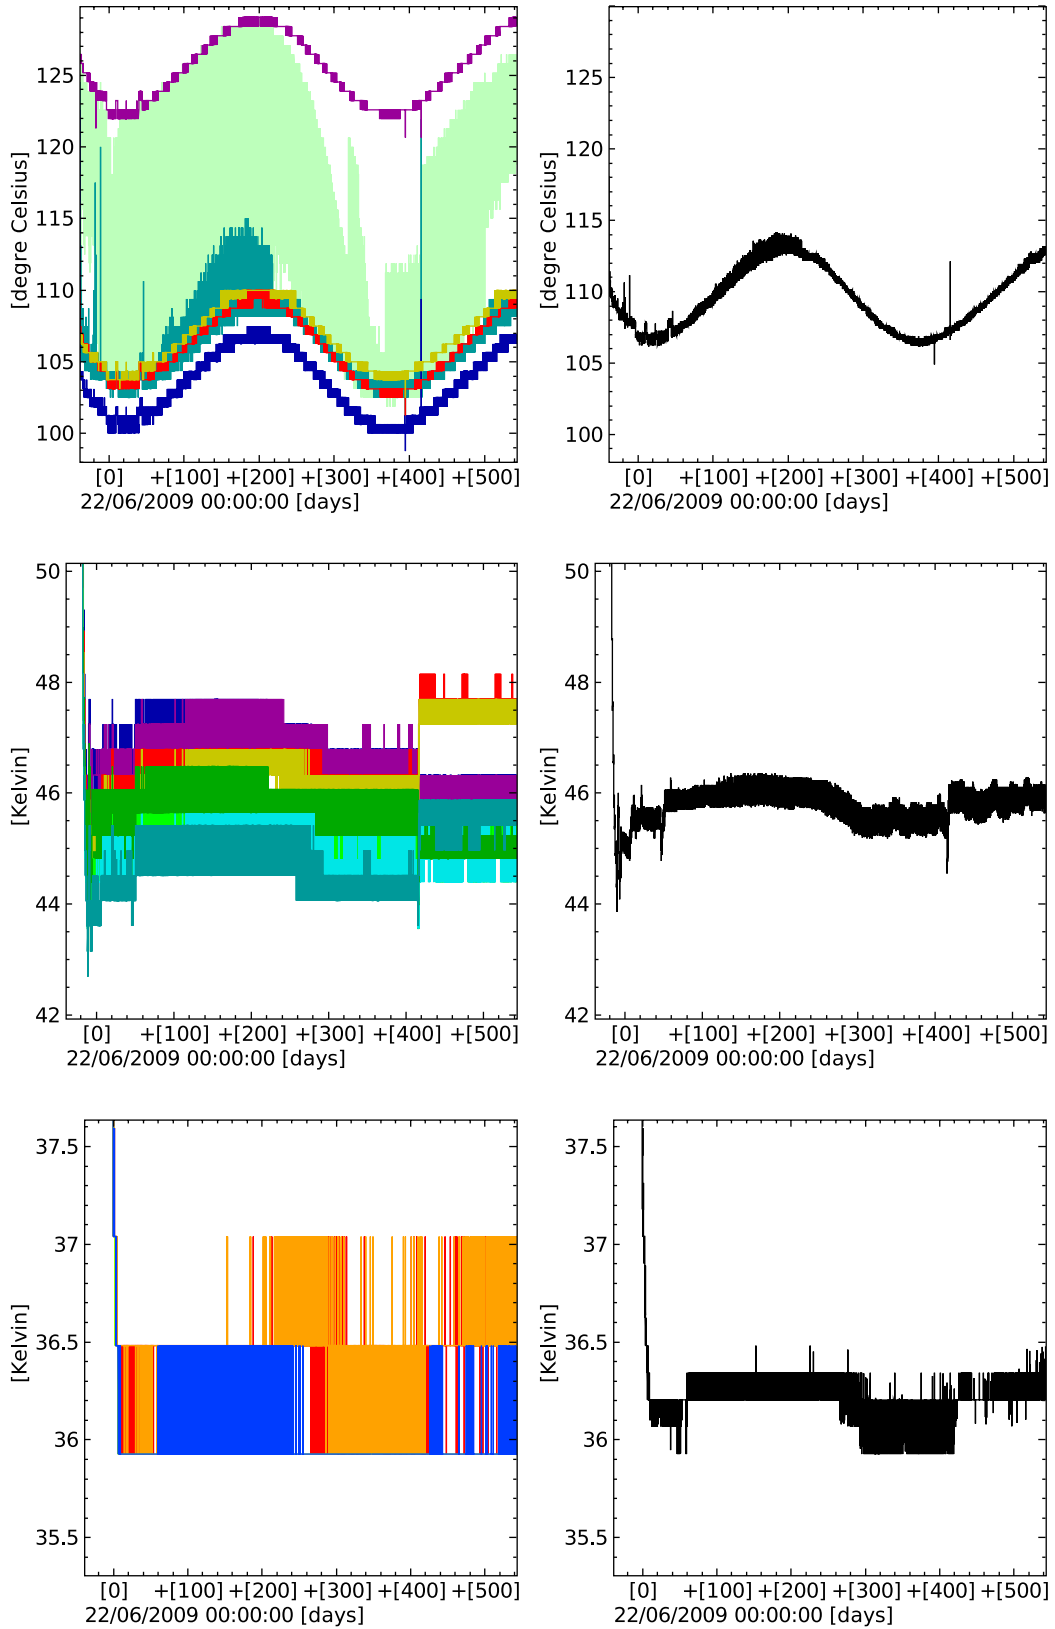 [degre Celsius]
125
120
115
110
105
100
[0] +[100] +[200] +[300] +[400] +[500]
22/06/2009 00:00:00 [days]
[degre Celsius]
125
120
115
110
105
100
[0] +[100] +[200] +[300] +[400] +[500]
22/06/2009 00:00:00 [days]
[Kelvin]
50
48
46
44
42
[0] +[100] +[200] +[300] +[400] +[500]
22/06/2009 00:00:00 [days]
[Kelvin]
50
48
46
44
42
[0] +[100] +[200] +[300] +[400] +[500]
22/06/2009 00:00:00 [days]
[Kelvin]
37.5
37
36.5
36
35.5
[0] +[100] +[200] +[300] +[400] +[500]
22/06/2009 00:00:00 [days]
[Kelvin]
37.5
37
36.5
36
35.5
[0] +[100] +[200] +[300] +[400] +[500]
22/06/2009 00:00:00 [days]